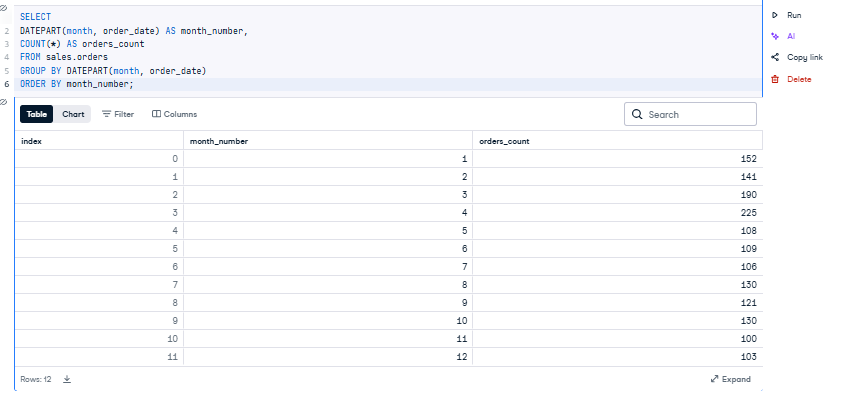 SELECT
2 DATEPART(month, order_date) AS month_number,
3 COUNT(*) AS orders_count
4 FROM sales.orders
5 GROUP BY DATEPART(month, order_date)
6 ORDER BY month_number;
Run
AI
Copy link
Delete
Table Chart Filter Columns Search
index month_number orders_count
0 1 152
1 2 141
2 3 190
3 4 225
4 5 108
5 6 109
6 7 106
7 8 130
8 9 121
9 10 130
10 11 100
11 12 103
Rows: 12 Expand